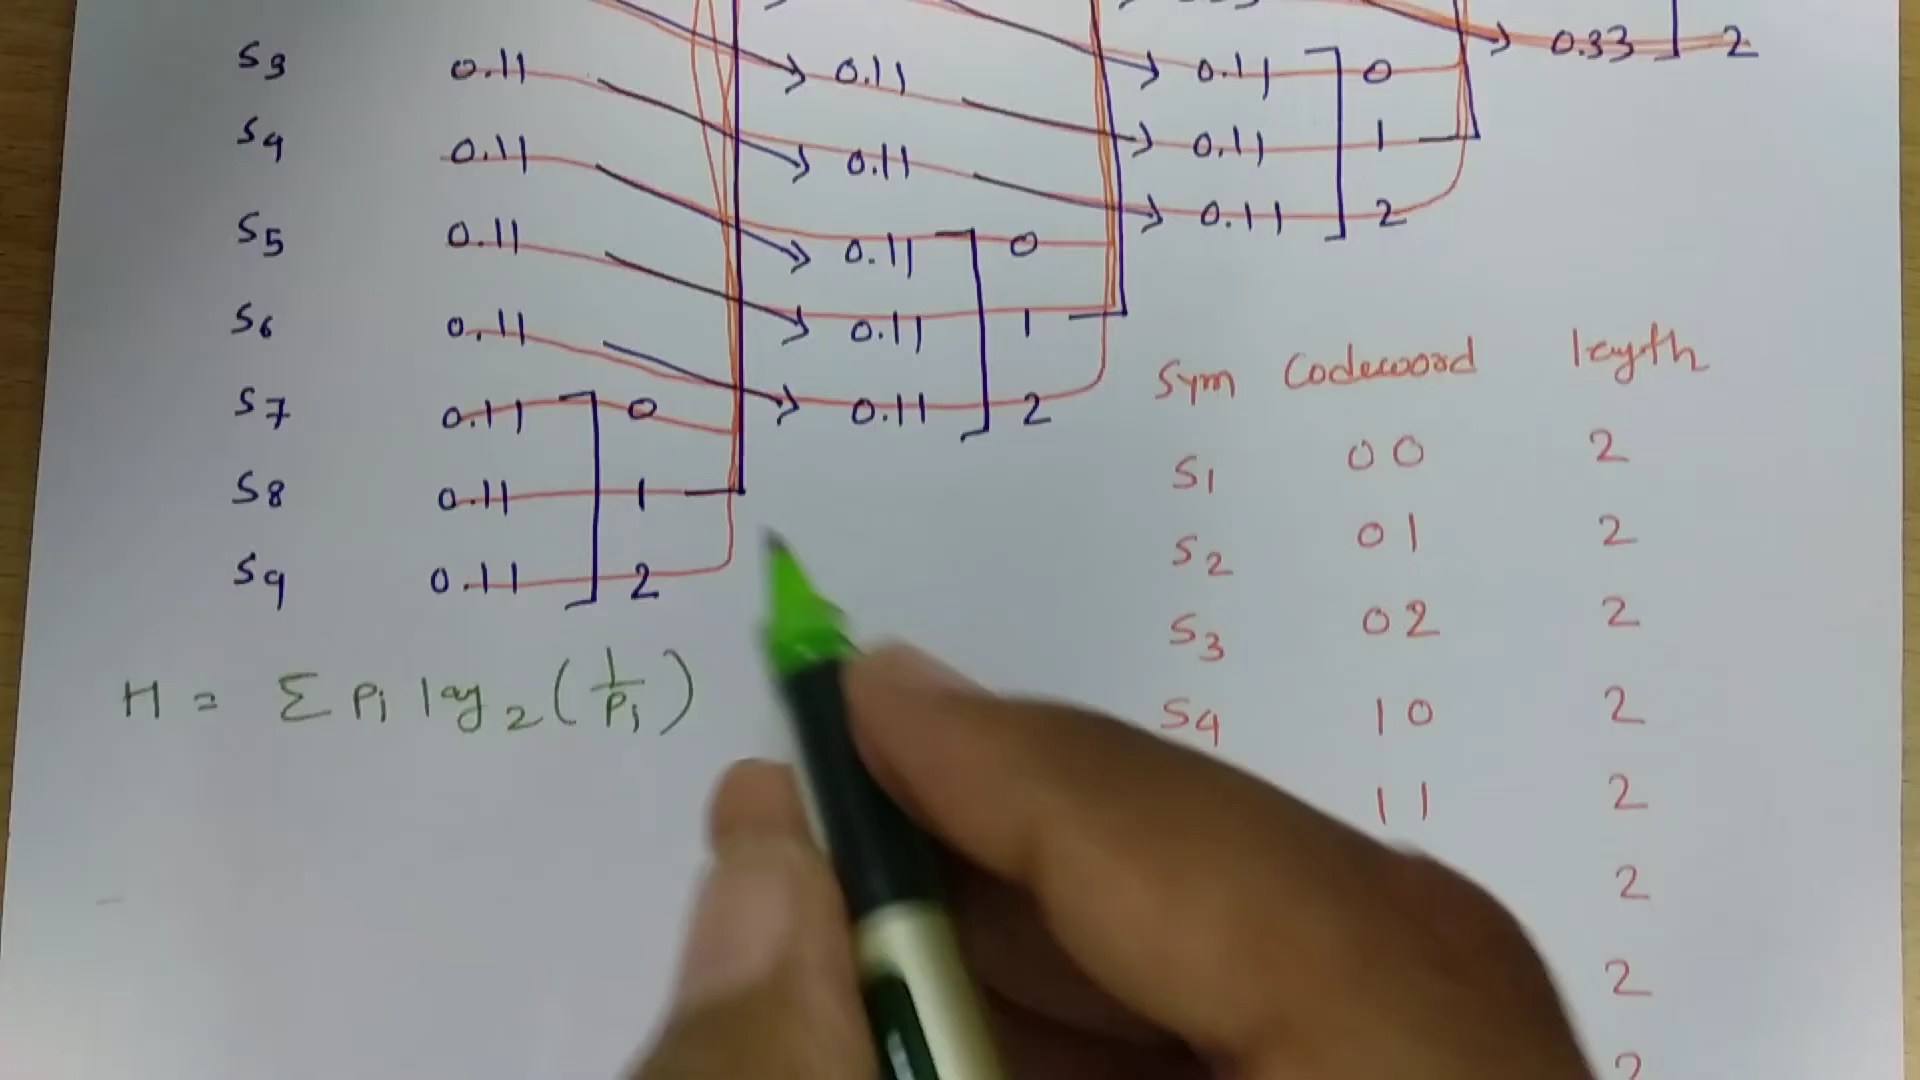 S3 0.11 0.11 0.11 0 0.33 2
S4 0.11 0.11 0.11 1
S5 0.11 0.11 0 0.11 2
S6 0.11 0.11 1
S7 0.11 0 0.11 2
S8 0.11 1
S9 0.11 2
H = Σ Pi log2 (1/Pi)
Sym Codewoord length
S1 00 2
S2 01 2
S3 02 2
S4 10 2
11 2
2
2
2